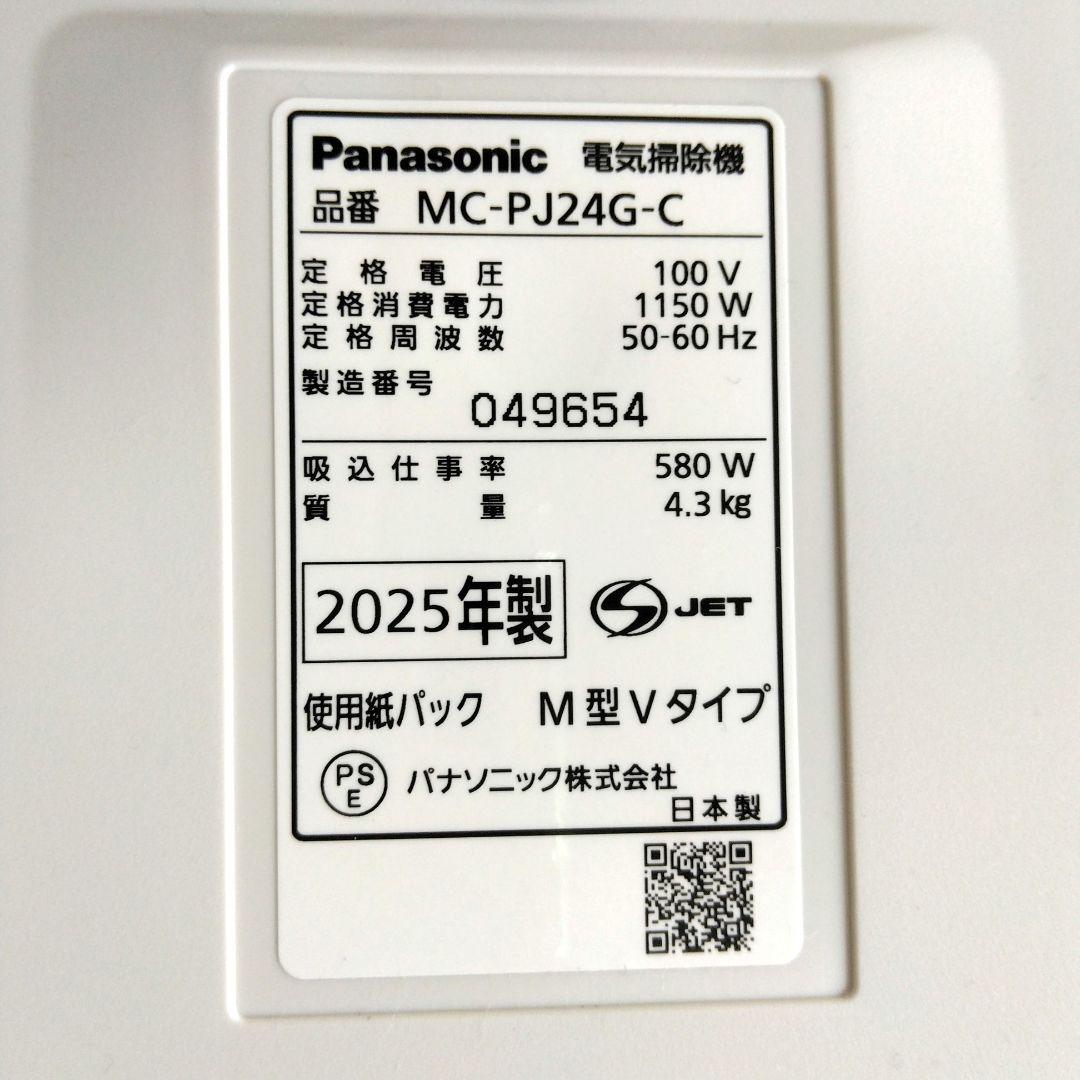 Panasonic 電気掃除機
品番 MC-PJ24G-C
定格電圧 100 V
定格消費電力 1150 W
定格周波数 50-60 Hz
製造番号
049654
吸込仕事率 580 W
質量 4.3 kg
2025年製 JET
使用紙パック M型Vタイプ
PSE パナソニック株式会社
日本製